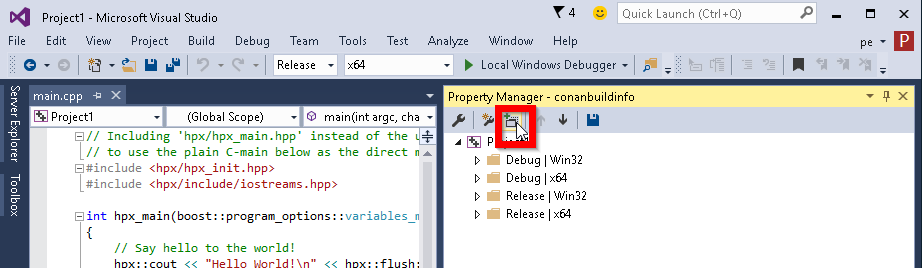 Project1 - Microsoft Visual Studio
4
Quick Launch (Ctrl+Q)
File Edit View Project Build Debug Team Tools Test Analyze Window Help
pe P
Release x64 Local Windows Debugger
Server Explorer
Toolbox
main.cpp
Project1 (Global Scope) main(int argc, cha
// Including 'hpx/hpx_main.hpp' instead of the u
// to use the plain C-main below as the direct m
#include <hpx/hpx_init.hpp>
#include <hpx/include/iostreams.hpp>
int hpx_main(boost::program_options::variables_m
{
// Say hello to the world!
hpx::cout << "Hello World!\n" << hpx::flush;
Property Manager - conanbuildinfo
Debug | Win32
Debug | x64
Release | Win32
Release | x64